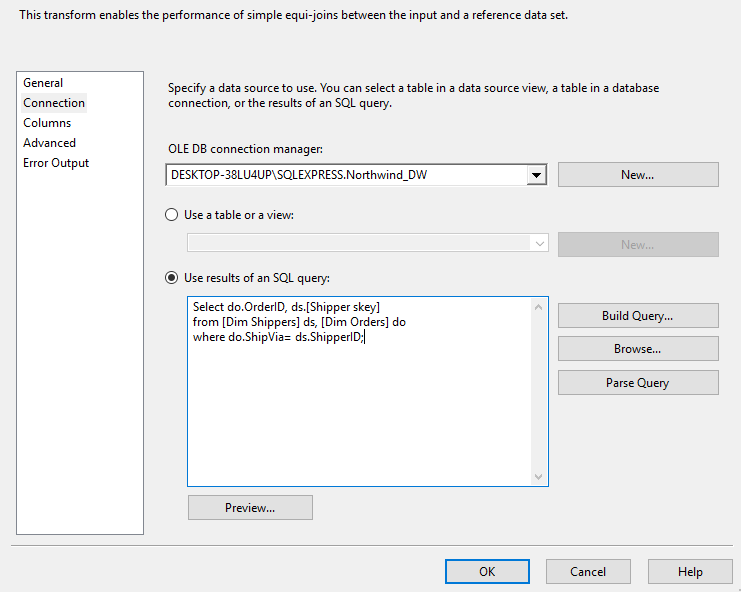 This transform enables the performance of simple equi-joins between the input and a reference data set.
General
Connection
Columns
Advanced
Error Output
Specify a data source to use. You can select a table in a data source view, a table in a database
connection, or the results of an SQL query.
OLE DB connection manager:
DESKTOP-38LU4UP\SQLEXPRESS.Northwind_DW
New...
Use a table or a view:
New...
Use results of an SQL query:
Select do.OrderID, ds.[Shipper skey]
from [Dim Shippers] ds, [Dim Orders] do
where do.ShipVia= ds.ShipperID;
Build Query...
Browse...
Parse Query
Preview...
OK
Cancel
Help